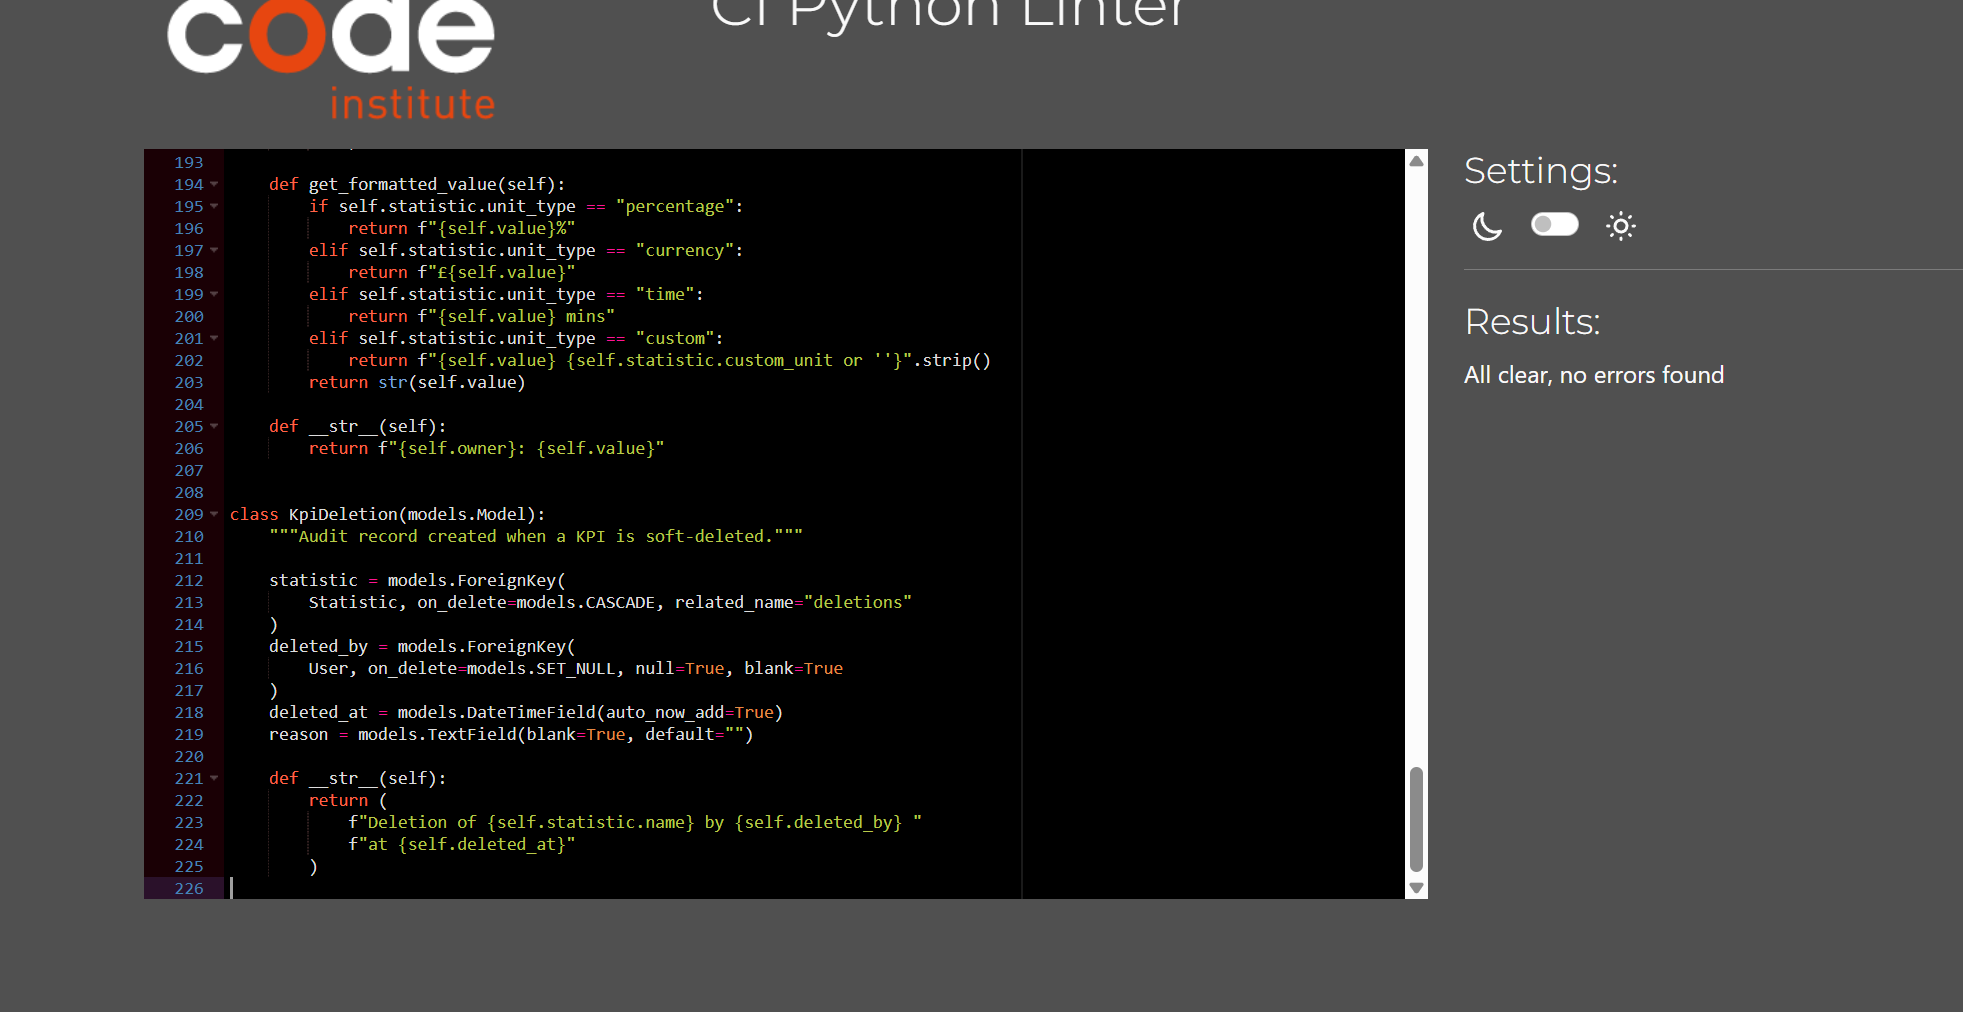 code
institute
CI Python Linter
193
194 def get_formatted_value(self):
195 if self.statistic.unit_type == "percentage":
196 return f"{self.value}%"
197 elif self.statistic.unit_type == "currency":
198 return f"£{self.value}"
199 elif self.statistic.unit_type == "time":
200 return f"{self.value} mins"
201 elif self.statistic.unit_type == "custom":
202 return f"{self.value} {self.statistic.custom_unit or ''}".strip()
203 return str(self.value)
204
205 def __str__(self):
206 return f"{self.owner}: {self.value}"
207
208
209 class KpiDeletion(models.Model):
210 """Audit record created when a KPI is soft-deleted."""
211
212 statistic = models.ForeignKey(
213 Statistic, on_delete=models.CASCADE, related_name="deletions"
214 )
215 deleted_by = models.ForeignKey(
216 User, on_delete=models.SET_NULL, null=True, blank=True
217 )
218 deleted_at = models.DateTimeField(auto_now_add=True)
219 reason = models.TextField(blank=True, default="")
220
221 def __str__(self):
222 return (
223 f"Deletion of {self.statistic.name} by {self.deleted_by} "
224 f"at {self.deleted_at}"
225 )
226
Settings:
Results:
All clear, no errors found